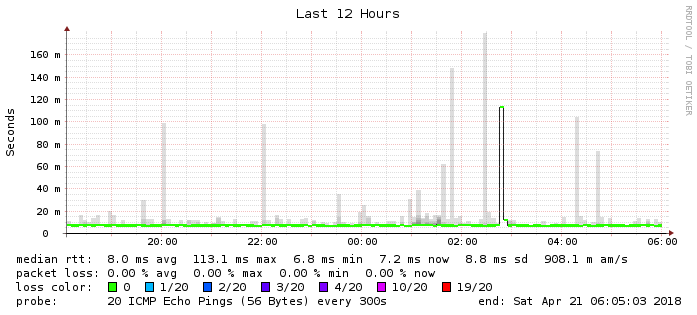 Last 12 Hours
RRDTOOL / TOBI OETIKER
Seconds
160 m
140 m
120 m
100 m
80 m
60 m
40 m
20 m
0
20:00 22:00 00:00 02:00 04:00 06:00
median rtt: 8.0 ms avg 113.1 ms max 6.8 ms min 7.2 ms now 8.8 ms sd 908.1 m am/s
packet loss: 0.00 % avg 0.00 % max 0.00 % min 0.00 % now
loss color: 0 1/20 2/20 3/20 4/20 10/20 19/20
probe: 20 ICMP Echo Pings (56 Bytes) every 300s end: Sat Apr 21 06:05:03 2018